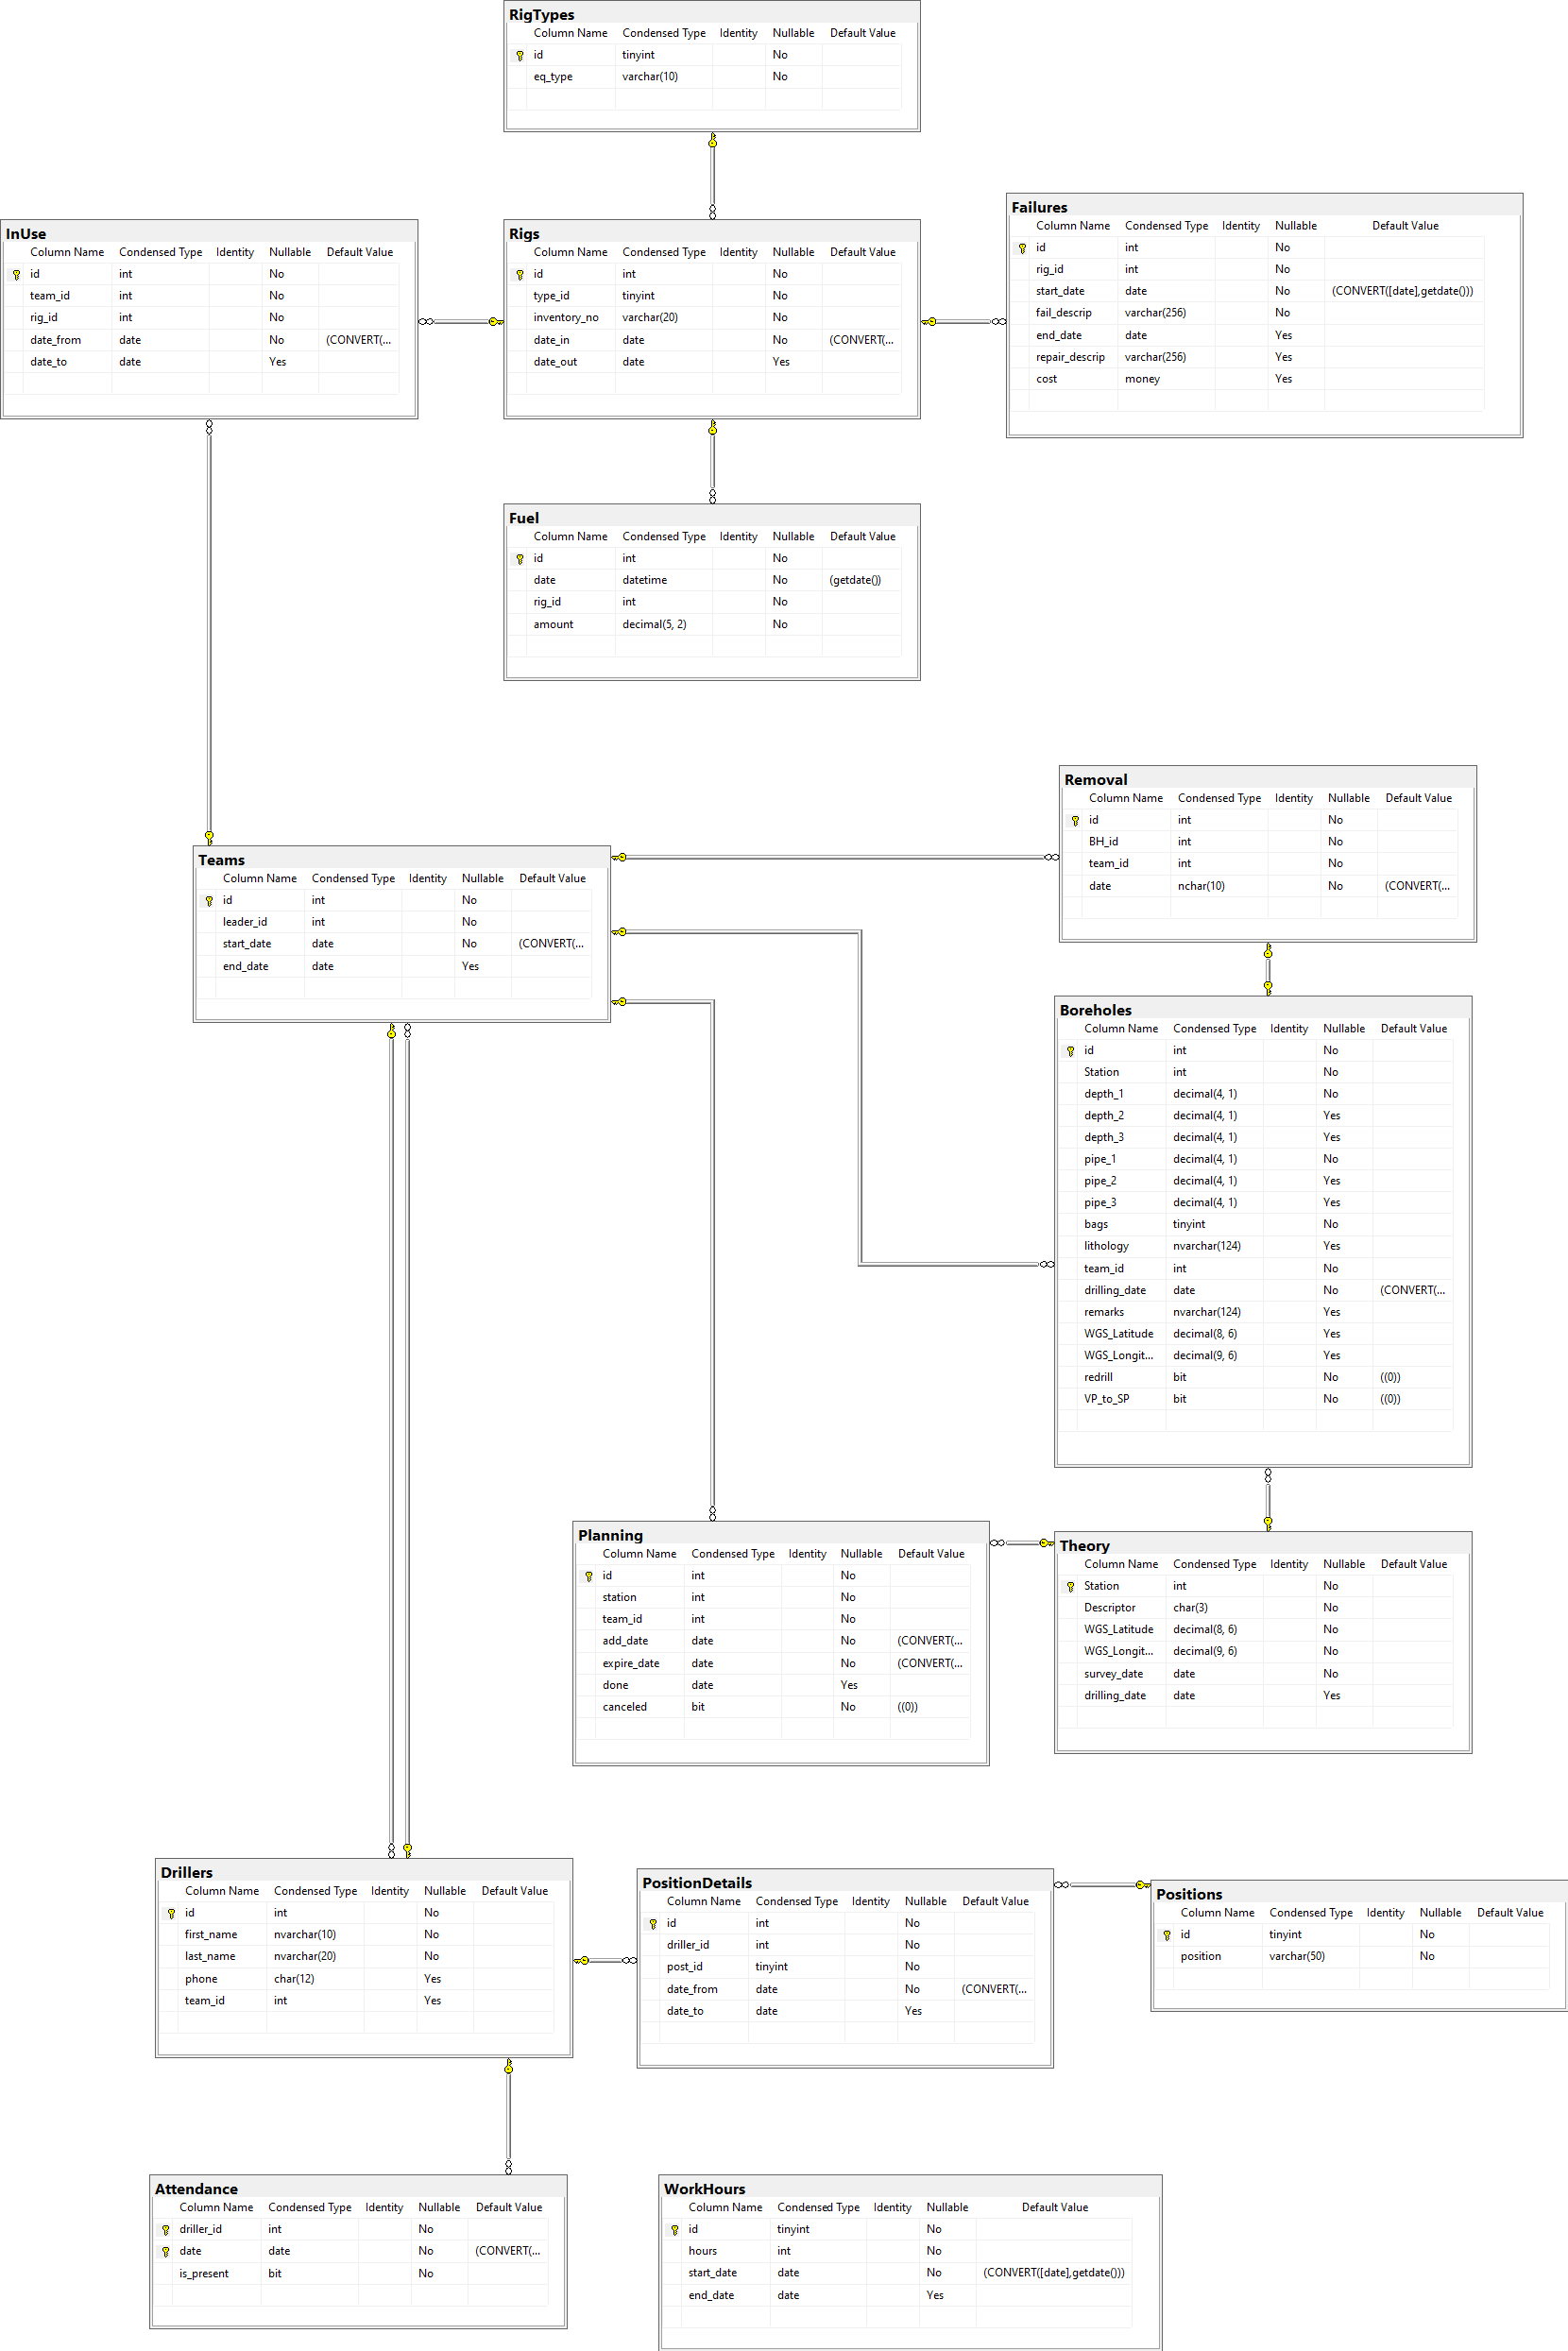 RigTypes
Column Name Condensed Type Identity Nullable Default Value
id tinyint No
eq_type varchar(10) No
InUse
Column Name Condensed Type Identity Nullable Default Value
id int No
team_id int No
rig_id int No
date_from date No (CONVERT(...
date_to date Yes
Rigs
Column Name Condensed Type Identity Nullable Default Value
id int No
type_id tinyint No
inventory_no varchar(20) No
date_in date No (CONVERT(...
date_out date Yes
Failures
Column Name Condensed Type Identity Nullable Default Value
id int No
rig_id int No
start_date date No (CONVERT([date],getdate()))
fail_descrip varchar(256) No
end_date date Yes
repair_descrip varchar(256) Yes
cost money Yes
Fuel
Column Name Condensed Type Identity Nullable Default Value
id int No
date datetime No (getdate())
rig_id int No
amount decimal(5, 2) No
Removal
Column Name Condensed Type Identity Nullable Default Value
id int No
BH_id int No
team_id int No
date nchar(10) No (CONVERT(...
Teams
Column Name Condensed Type Identity Nullable Default Value
id int No
leader_id int No
start_date date No (CONVERT(...
end_date date Yes
Boreholes
Column Name Condensed Type Identity Nullable Default Value
id int No
Station int No
depth_1 decimal(4, 1) No
depth_2 decimal(4, 1) Yes
depth_3 decimal(4, 1) Yes
pipe_1 decimal(4, 1) No
pipe_2 decimal(4, 1) Yes
pipe_3 decimal(4, 1) Yes
bags tinyint No
lithology nvarchar(124) Yes
team_id int No
drilling_date date No (CONVERT(...
remarks nvarchar(124) Yes
WGS_Latitude decimal(8, 6) Yes
WGS_Longit... decimal(9, 6) Yes
redrill bit No ((0))
VP_to_SP bit No ((0))
Planning
Column Name Condensed Type Identity Nullable Default Value
id int No
station int No
team_id int No
add_date date No (CONVERT(...
expire_date date No (CONVERT(...
done date Yes
canceled bit No ((0))
Theory
Column Name Condensed Type Identity Nullable Default Value
Station int No
Descriptor char(3) No
WGS_Latitude decimal(8, 6) No
WGS_Longit... decimal(9, 6) No
survey_date date No
drilling_date date Yes
Drillers
Column Name Condensed Type Identity Nullable Default Value
id int No
first_name nvarchar(10) No
last_name nvarchar(20) No
phone char(12) Yes
team_id int Yes
PositionDetails
Column Name Condensed Type Identity Nullable Default Value
id int No
driller_id int No
post_id tinyint No
date_from date No (CONVERT(...
date_to date Yes
Positions
Column Name Condensed Type Identity Nullable Default Value
id tinyint No
position varchar(50) No
Attendance
Column Name Condensed Type Identity Nullable Default Value
driller_id int No
date date No (CONVERT(...
is_present bit No
WorkHours
Column Name Condensed Type Identity Nullable Default Value
id tinyint No
hours int No
start_date date No (CONVERT([date],getdate()))
end_date date Yes